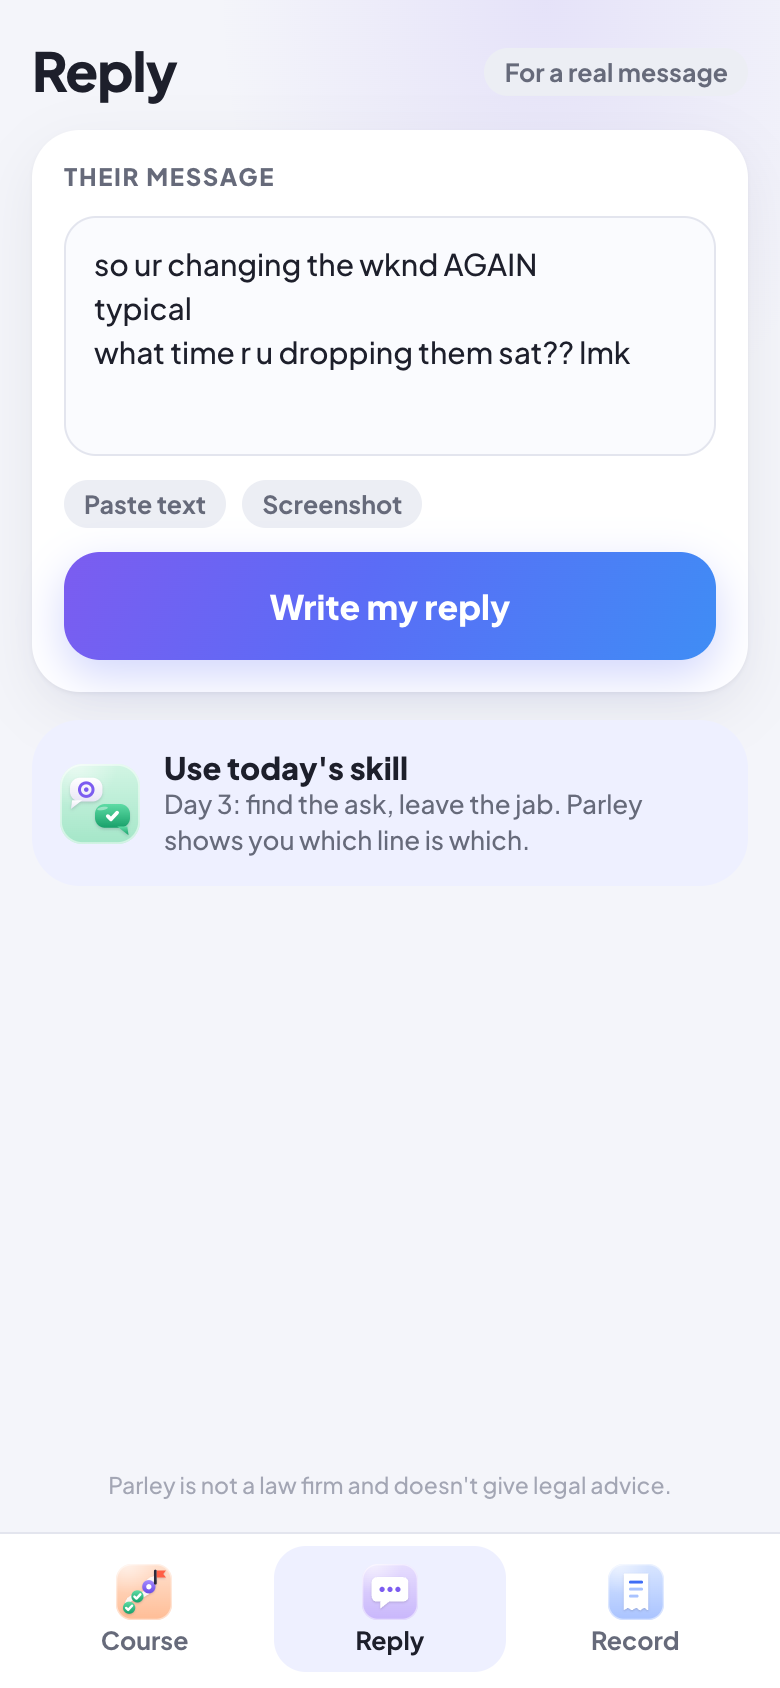 Reply
For a real message
THEIR MESSAGE
so ur changing the wknd AGAIN
typical
what time r u dropping them sat?? lmk
Paste text
Screenshot
Write my reply
Use today's skill
Day 3: find the ask, leave the jab. Parley
shows you which line is which.
Parley is not a law firm and doesn't give legal advice.
Course
Reply
Record